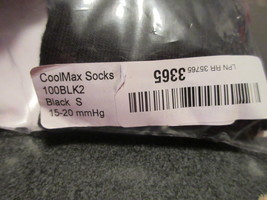 CoolMax Socks
100BLK2
Black S
15-20 mmHg
LPN RR 35765
3365